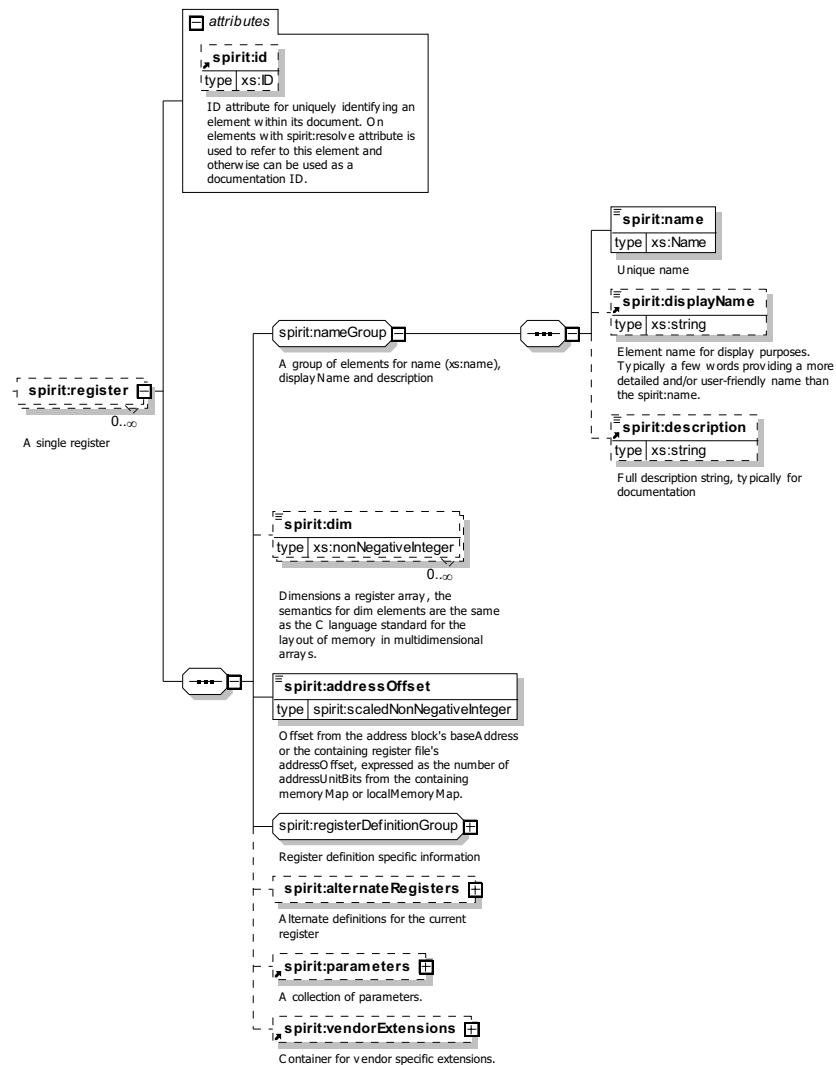 attributes
spirit:id
type xs:ID
ID attribute for uniquely identifying an
element within its document. On
elements with spirit:resolve attribute is
used to refer to this element and
otherwise can be used as a
documentation ID.
spirit:register
0..∞
A single register
spirit:nameGroup
A group of elements for name (xs:name),
displayName and description
spirit:name
type xs:Name
Unique name
spirit:displayName
type xs:string
Element name for display purposes.
Typically a few words providing a more
detailed and/or user-friendly name than
the spirit:name.
spirit:description
type xs:string
Full description string, typically for
documentation
spirit:dim
type xs:nonNegativeInteger
0..∞
Dimensions a register array, the
semantics for dim elements are the same
as the C language standard for the
layout of memory in multidimensional
arrays.
spirit:addressOffset
type spirit:scaledNonNegativeInteger
Offset from the address block's baseAddress
or the containing register file's
addressOffset, expressed as the number of
addressUnitBits from the containing
memoryMap or localMemoryMap.
spirit:registerDefinitionGroup
Register definition specific information
spirit:alternateRegisters
Alternate definitions for the current
register
spirit:parameters
A collection of parameters.
spirit:vendorExtensions
Container for vendor specific extensions.